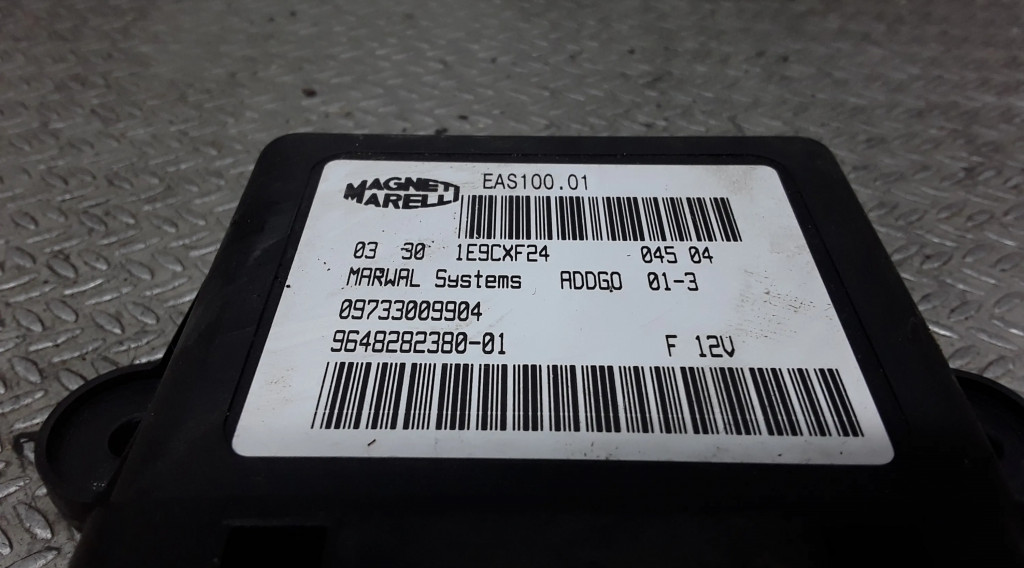 MAGNETI
MARELLI
EAS100.01
03 30 1E9CXF24 045 04
MARWAL Systems ADDGO 01-3
09733009904
9648282380-01 F 12V